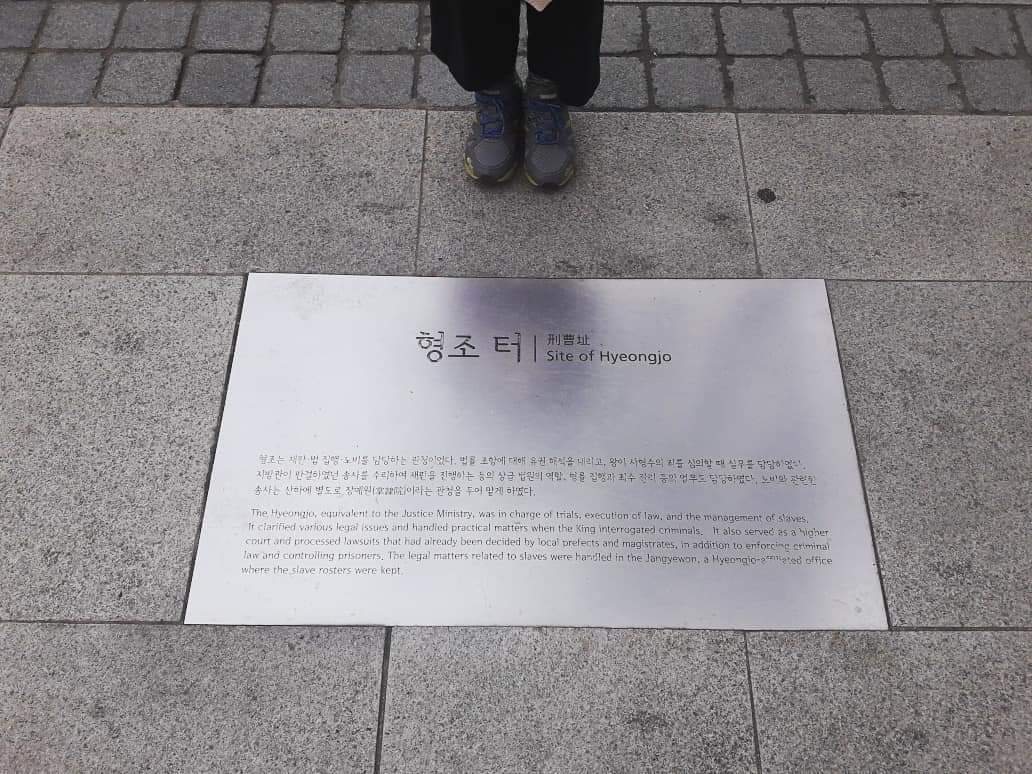 형조 터
刑曹址
Site of Hyeongjo
형조는 재판·법 집행·노비를 담당하는 관청이었다. 법률 조항에 대해 유권 해석을 내리고, 왕이 사형수의 죄를 심의할 때 실무를 담당하였다.
지방관이 판결하였던 송사를 수리하여 재판을 진행하는 등의 상급 법원의 역할, 형률 집행과 죄수 관리 등의 업무도 담당하였다. 노비와 관련한
송사는 산하에 별도로 장예원(掌隷院)이라는 관청을 두어 맡게 하였다.
The Hyeongjo, equivalent to the Justice Ministry, was in charge of trials, execution of law, and the management of slaves.
It clarified various legal issues and handled practical matters when the King interrogated criminals. It also served as a higher
court and processed lawsuits that had already been decided by local prefects and magistrates, in addition to enforcing criminal
law and controlling prisoners. The legal matters related to slaves were handled in the Jangyewon, a Hyeongjo-affiliated office
where the slave rosters were kept.